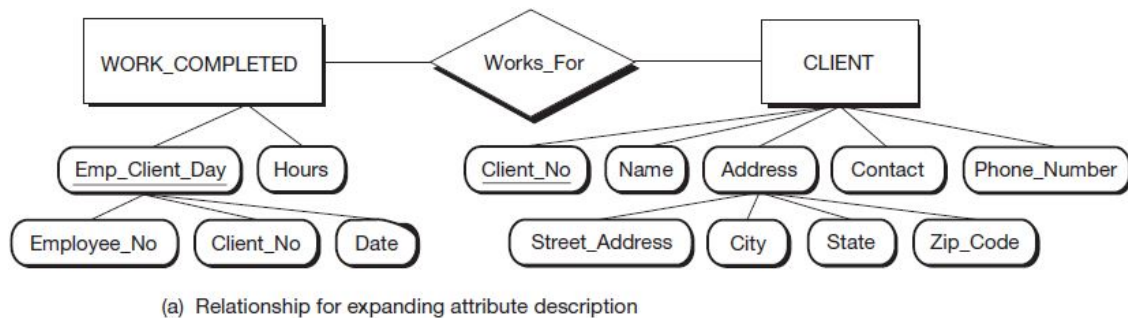 WORK_COMPLETED Works_For CLIENT
Emp_Client_Day Hours Client_No Name Address Contact Phone_Number
Employee_No Client_No Date Street_Address City State Zip_Code
(a) Relationship for expanding attribute description